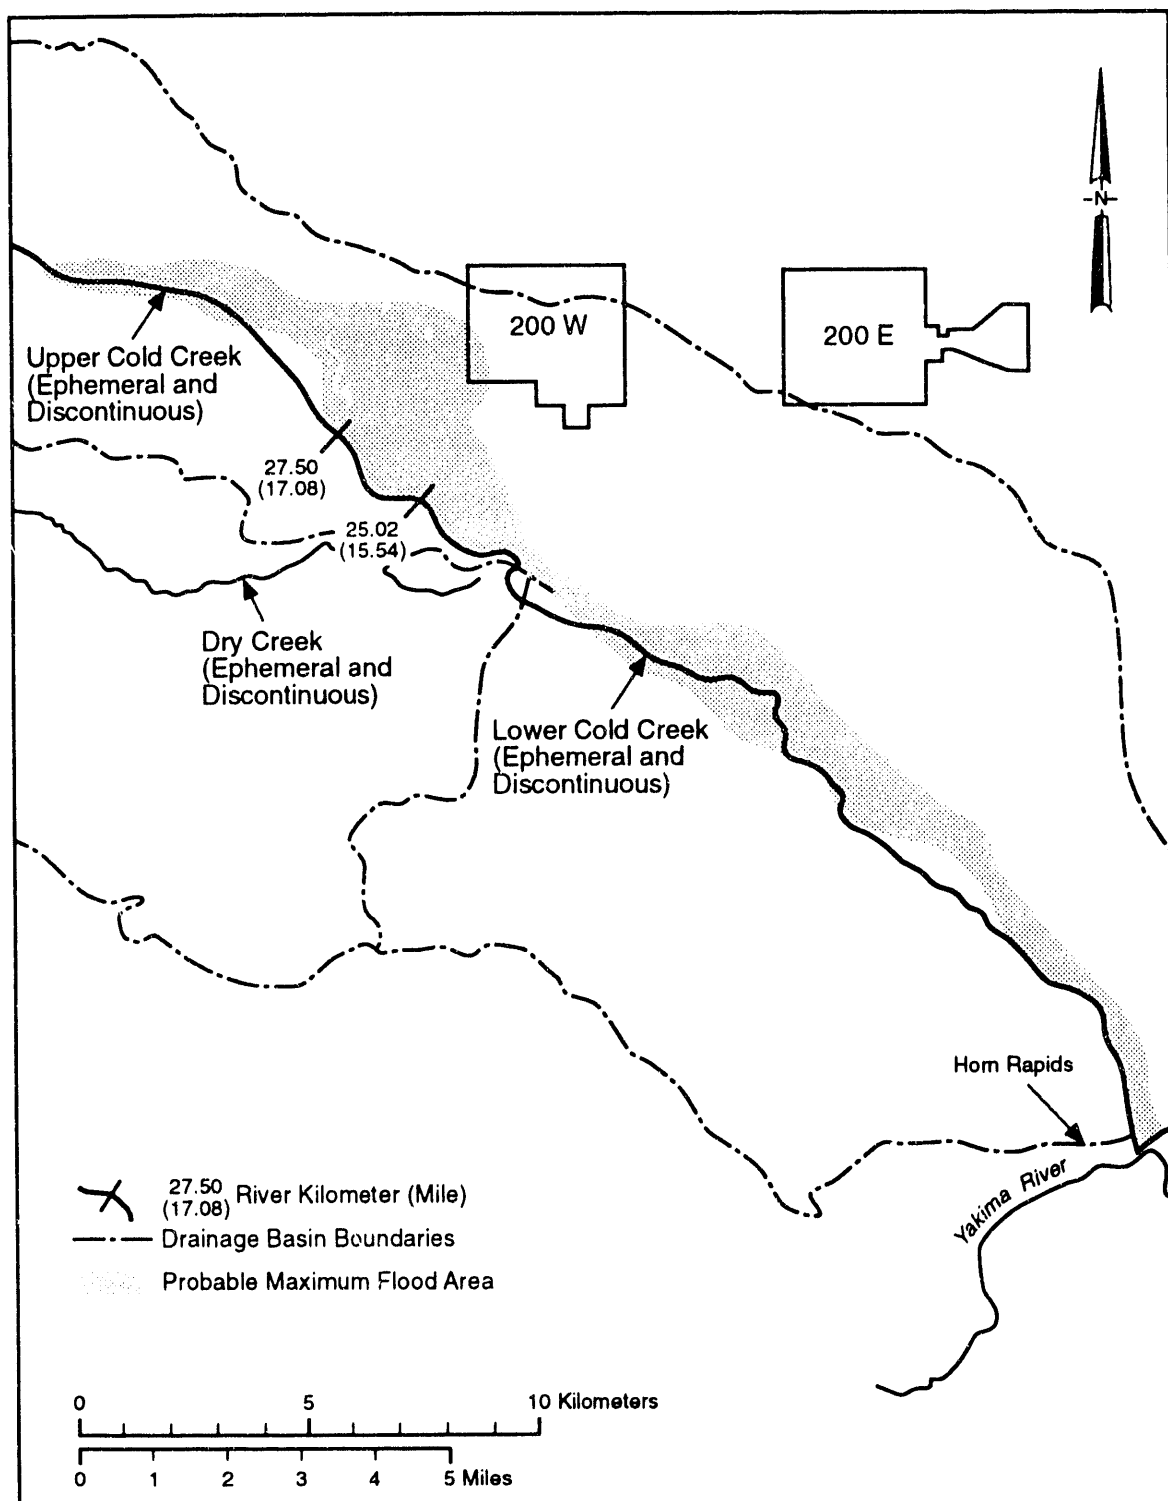 -N-
200 W
200 E
Upper Cold Creek
(Ephemeral and
Discontinuous)
27.50
(17.08)
25.02
(15.54)
Dry Creek
(Ephemeral and
Discontinuous)
Lower Cold Creek
(Ephemeral and
Discontinuous)
Horn Rapids
Yakima River
27.50
(17.08)
River Kilometer (Mile)
Drainage Basin Boundaries
Probable Maximum Flood Area
0 5 10 Kilometers
0 1 2 3 4 5 Miles